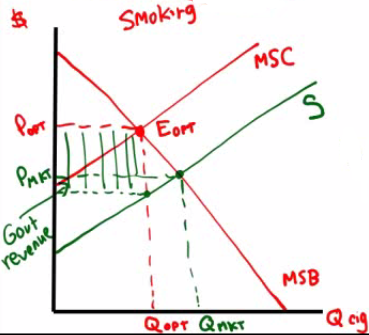 $
Smoking
MSC
S
POPT
EOPT
PMKT
Govt
revenue
MSB
QOPT QMKT
Q cig